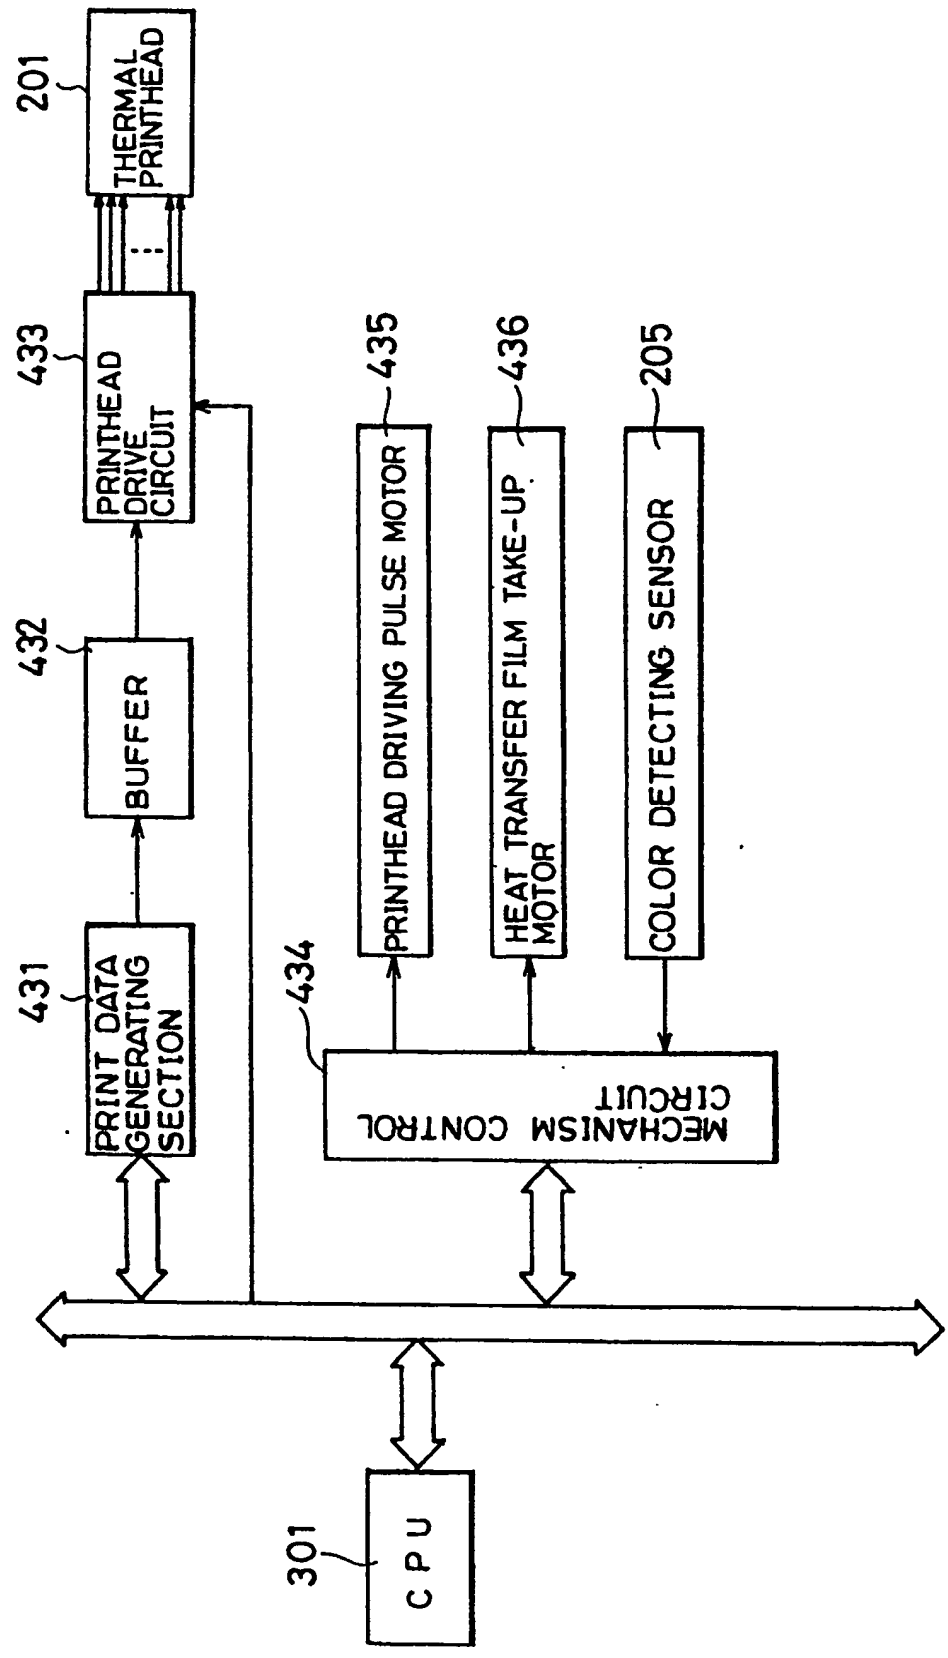 301
CPU
431
PRINT DATA
GENERATING
SECTION
432
BUFFER
433
PRINTHEAD
DRIVE
CIRCUIT
201
THERMAL
PRINTHEAD
434
MECHANISM CONTROL
CIRCUIT
435
PRINTHEAD DRIVING PULSE MOTOR
436
HEAT TRANSFER FILM TAKE-UP
MOTOR
205
COLOR DETECTING SENSOR